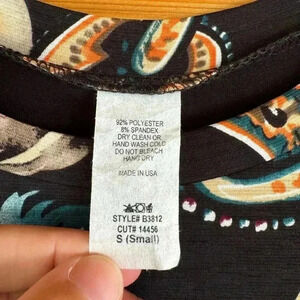 92% POLYESTER
8% SPANDEX
DRY CLEAN OR
HAND WASH COLD
DO NOT BLEACH
HANG DRY
MADE IN USA
STYLE# B3812
CUT# 14456
S (Small)